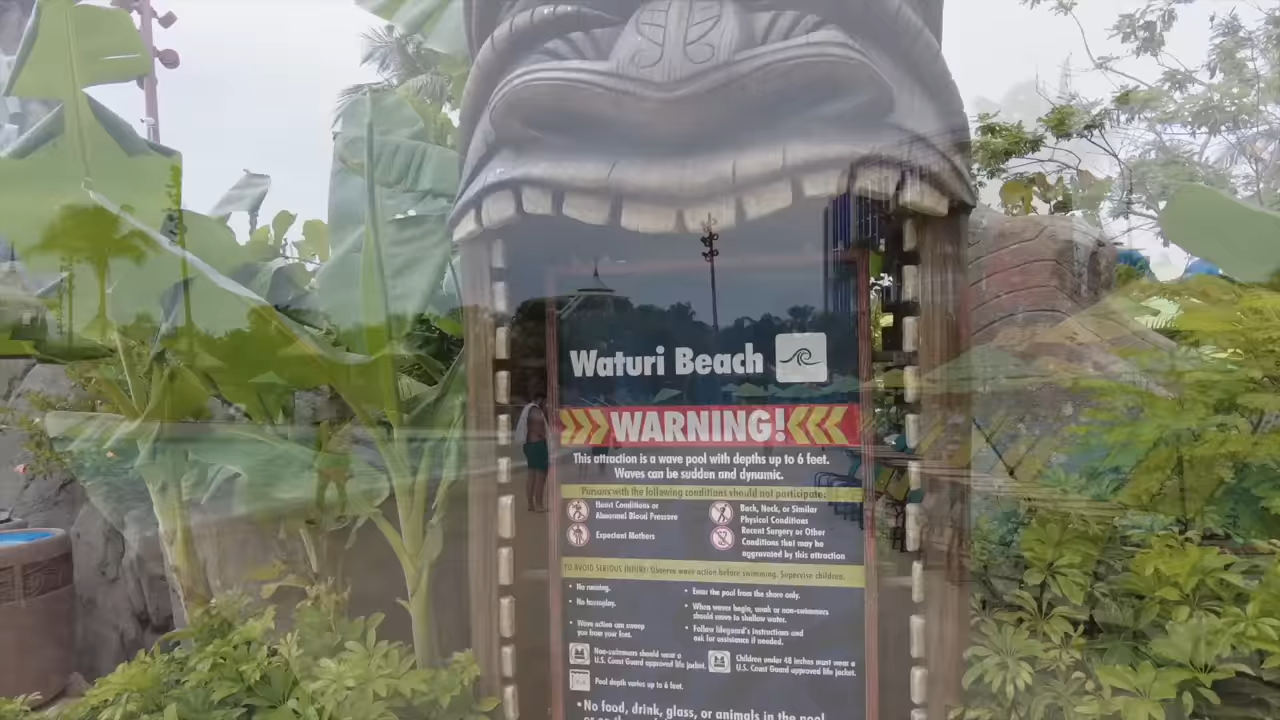 Waturi Beach
WARNING!
This attraction is a wave pool with depths up to 6 feet.
Waves can be sudden and dynamic.
Persons with the following conditions should not participate:
Heart Conditions or
Abnormal Blood Pressure
Expectant Mothers
Back, Neck, or Similar
Physical Conditions
Recent Surgery or Other
Conditions that may be
aggravated by this attraction
TO AVOID SERIOUS INJURY: Observe wave action before swimming. Supervise children.
• No running.
• No horseplay.
• Wave action can sweep
you from your feet.
• Enter the pool from the shore only.
• When waves begin, weak or non-swimmers
should move to shallow water.
• Follow lifeguard's instructions and
ask for assistance if needed.
Non-swimmers should wear a
U.S. Coast Guard approved life jacket.
Children under 48 inches must wear a
U.S. Coast Guard approved life jacket.
Pool depth varies up to 6 feet.
• No food, drink, glass, or animals in the pool